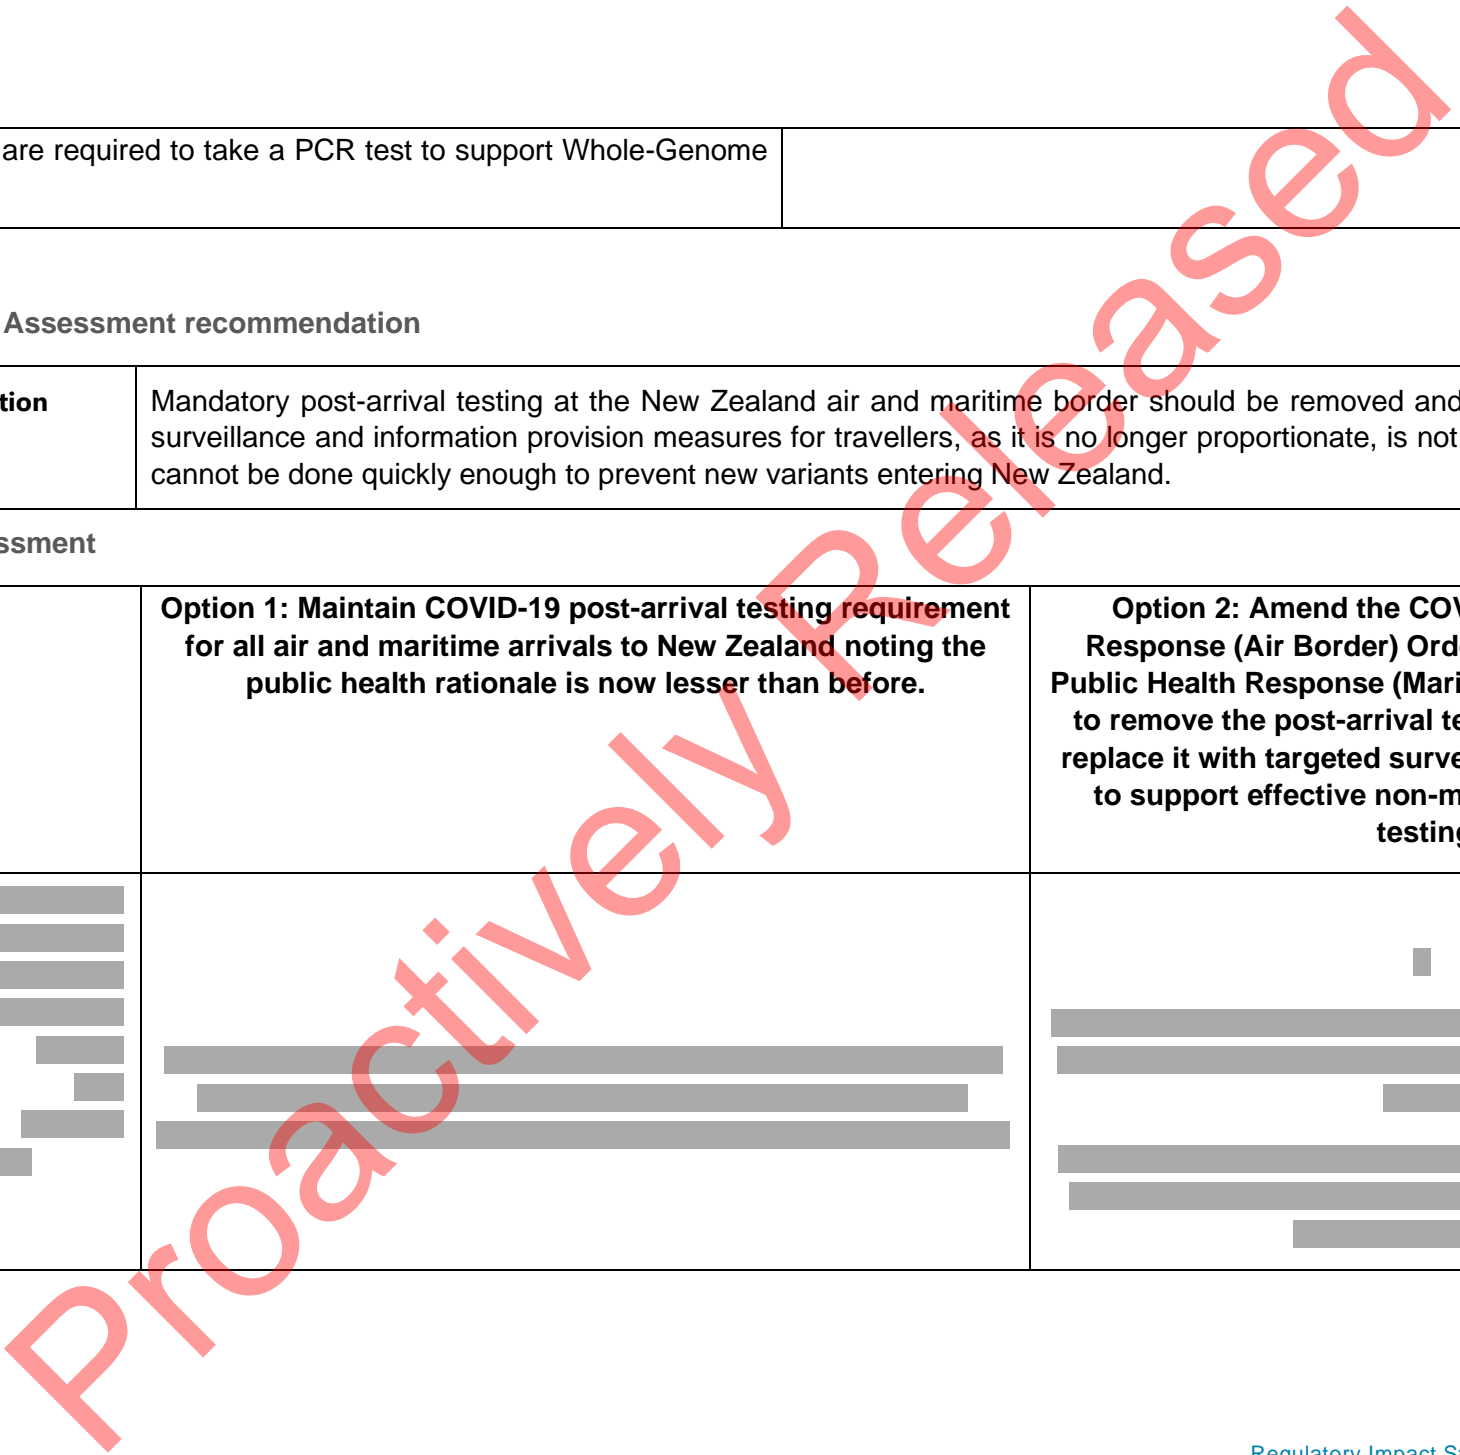 are required to take a PCR test to support Whole-Genome
Assessment recommendation
tion
Mandatory post-arrival testing at the New Zealand air and maritime border should be removed and
surveillance and information provision measures for travellers, as it is no longer proportionate, is not
cannot be done quickly enough to prevent new variants entering New Zealand.
ssment
Option 1: Maintain COVID-19 post-arrival testing requirement
for all air and maritime arrivals to New Zealand noting the
public health rationale is now lesser than before.
Option 2: Amend the COV
Response (Air Border) Ord
Public Health Response (Mari
to remove the post-arrival te
replace it with targeted surve
to support effective non-m
testing
Proactively Released
Regulatory Impact St